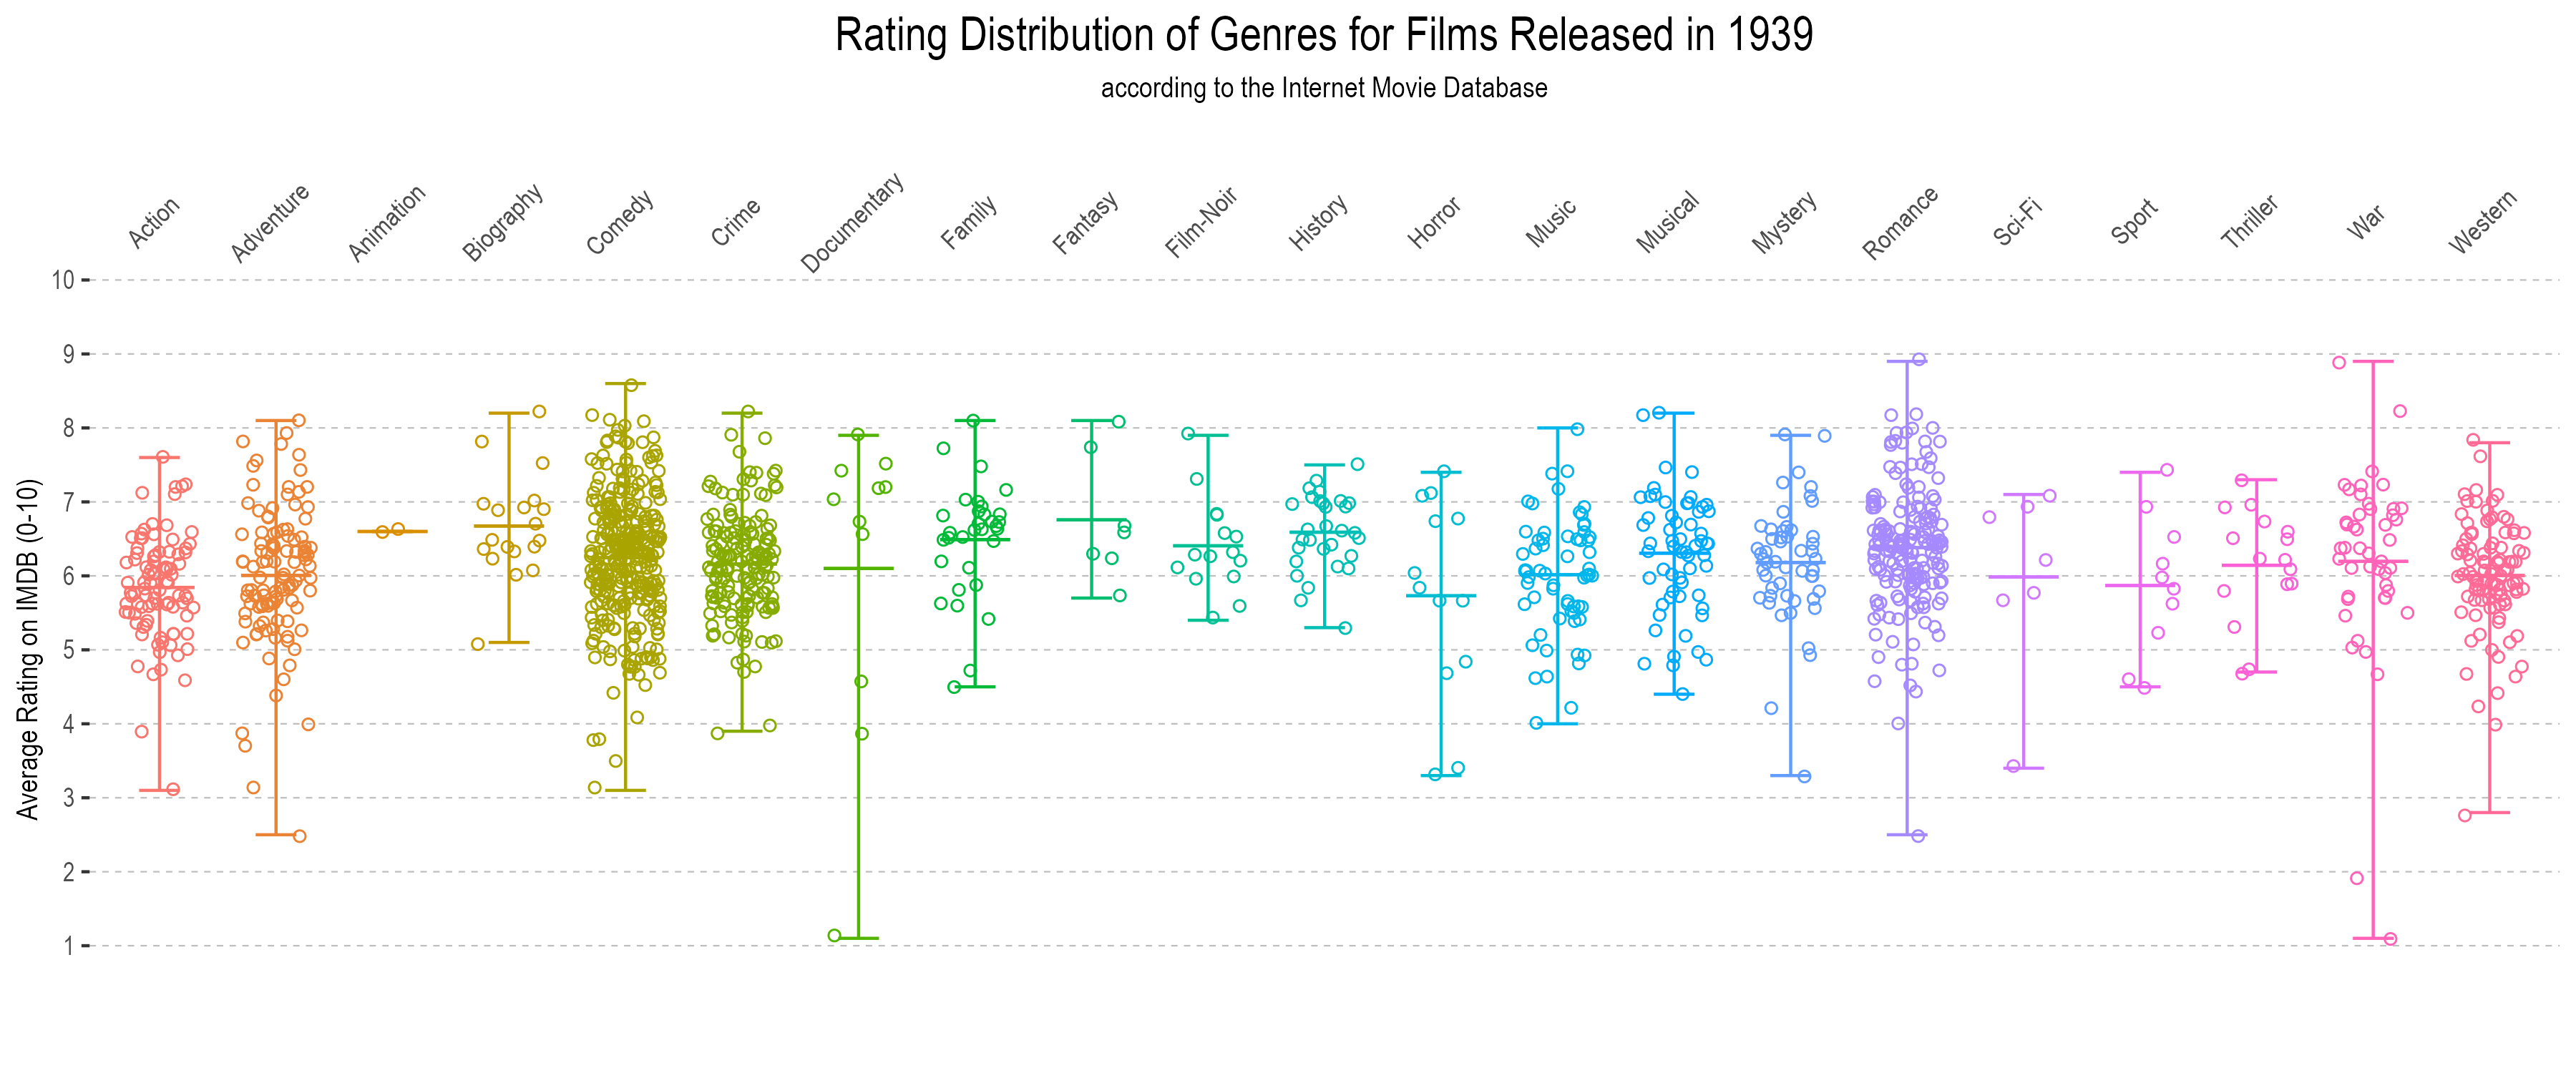 Rating Distribution of Genres for Films Released in 1939
according to the Internet Movie Database
Action
Adventure
Animation
Biography
Comedy
Crime
Documentary
Family
Fantasy
Film-Noir
History
Horror
Music
Musical
Mystery
Romance
Sci-Fi
Sport
Thriller
War
Western
Average Rating on IMDB (0-10)
10
9
8
7
6
5
4
3
2
1